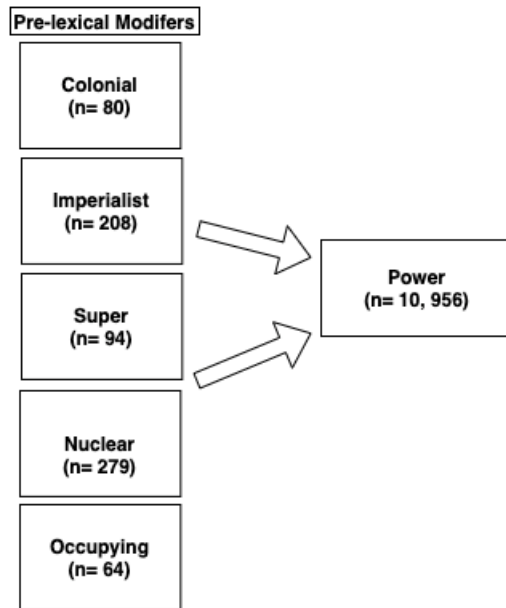 Pre-lexical Modifers
Colonial
(n= 80)
Imperialist
(n= 208)
Super
(n= 94)
Nuclear
(n= 279)
Occupying
(n= 64)
Power
(n= 10, 956)